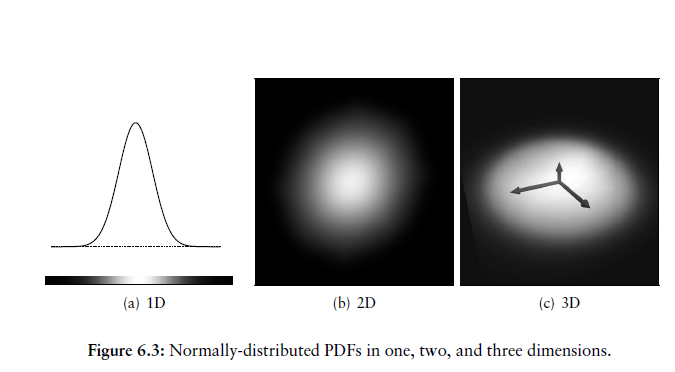 (a) 1D
(b) 2D
(c) 3D
Figure 6.3: Normally-distributed PDFs in one, two, and three dimensions.